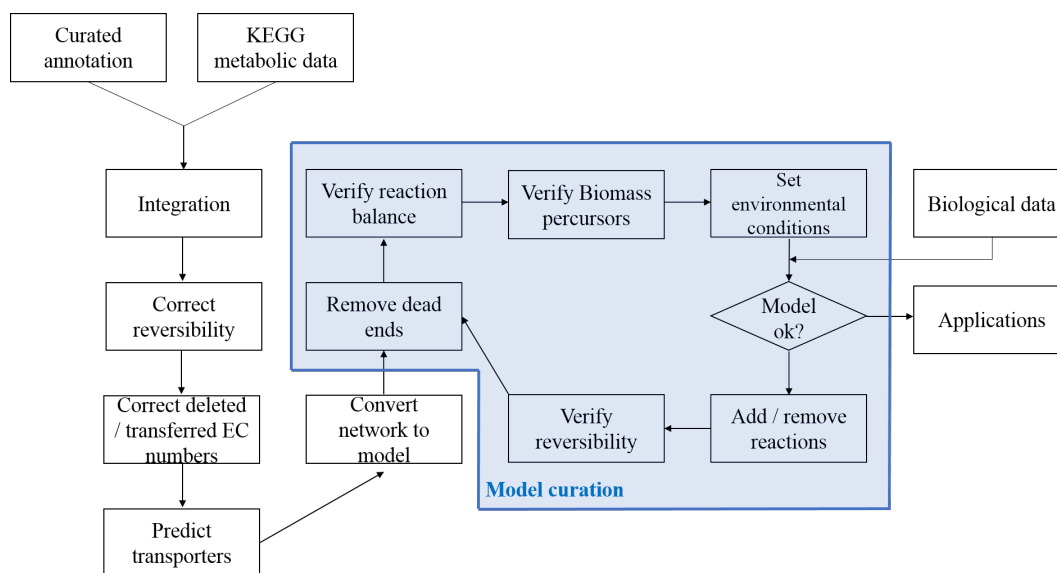 Curated
annotation
KEGG
metabolic data
Integration
Correct
reversibility
Correct deleted
/ transferred EC
numbers
Predict
transporters
Convert
network to
model
Remove dead
ends
Verify reaction
balance
Verify Biomass
percursors
Set
environmental
conditions
Biological data
Model
ok?
Applications
Add / remove
reactions
Verify
reversibility
Model curation